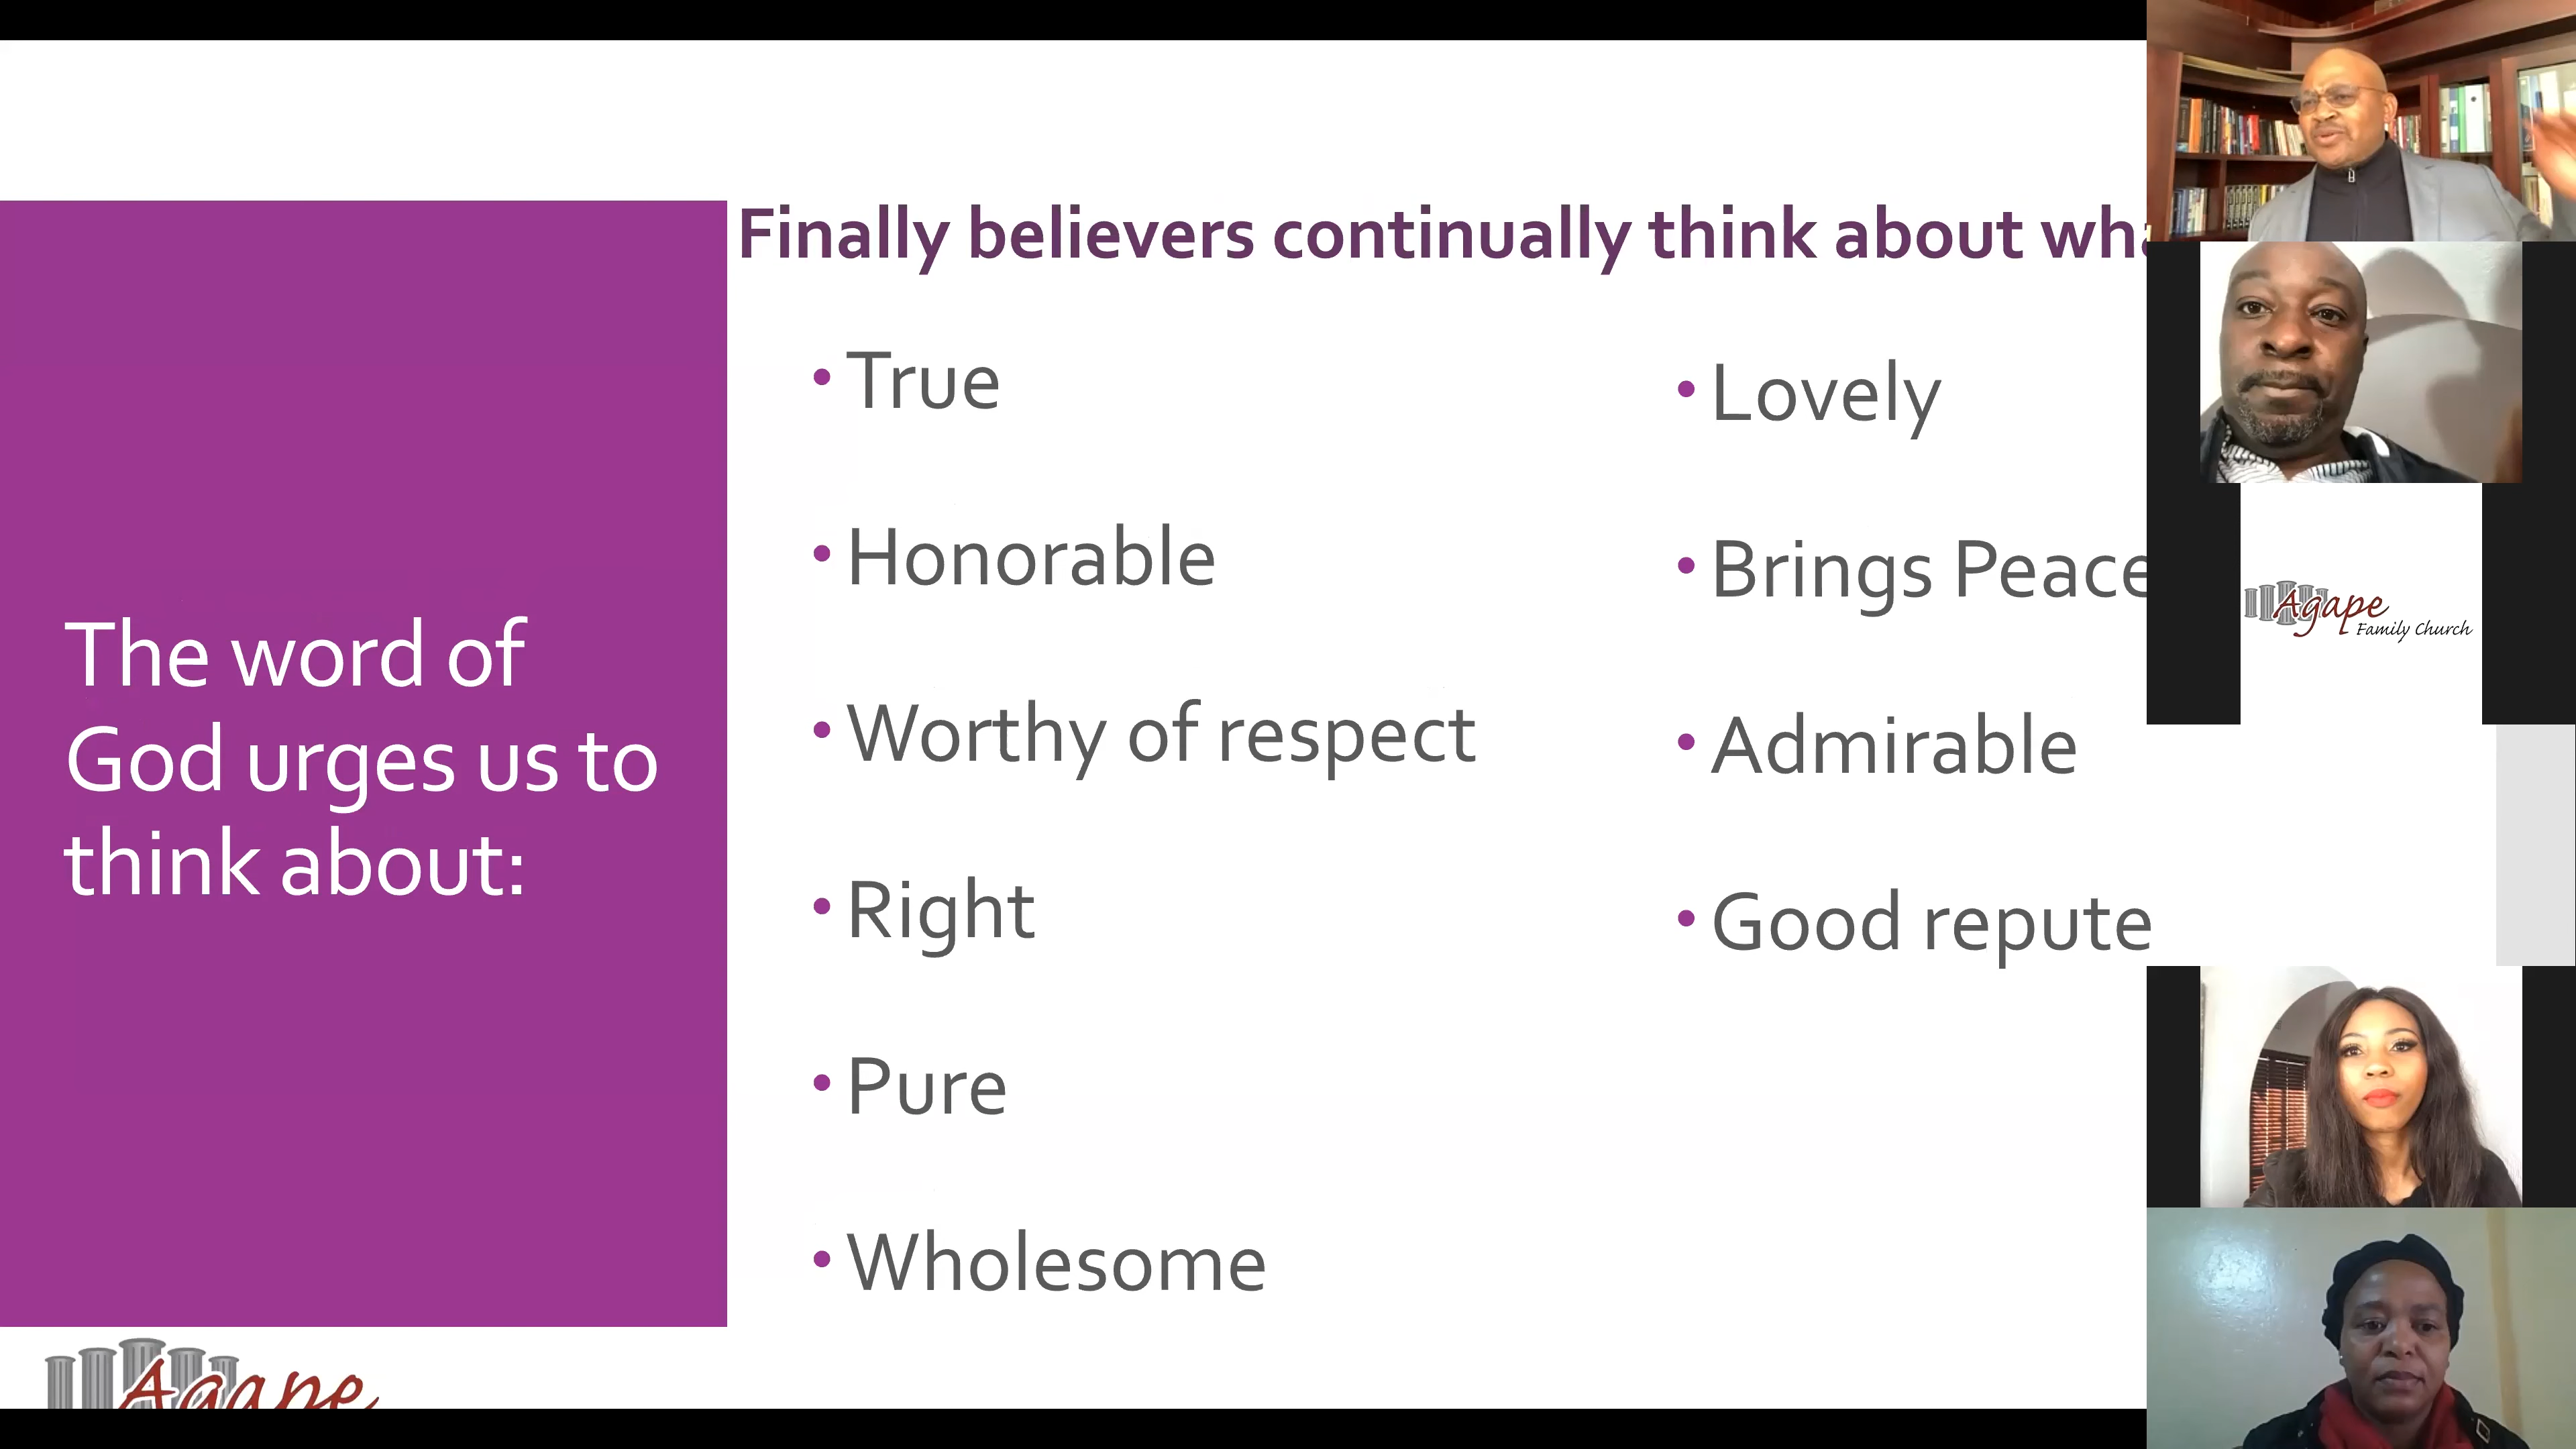 Finally believers continually think about
The word of
God urges us to
think about:
• True
• Honorable
• Worthy of respect
• Right
• Pure
• Wholesome
• Lovely
• Brings Peace
• Admirable
• Good repute
Agape
Family Church
Agape